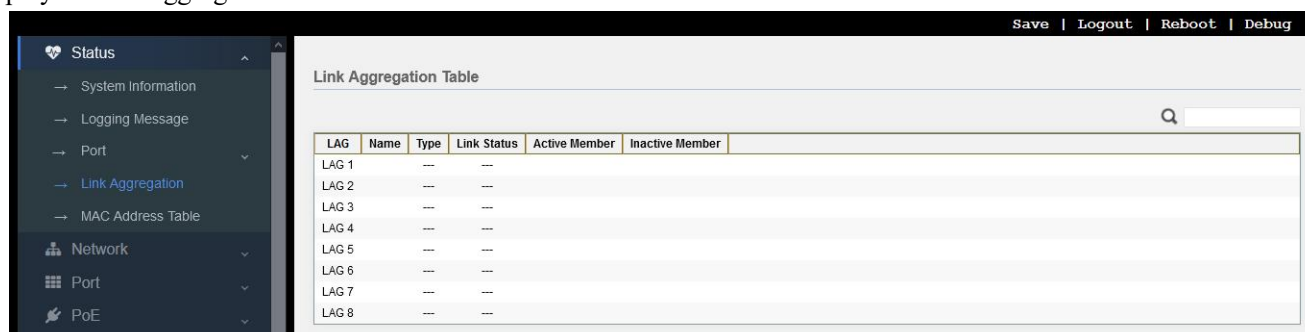 Save | Logout | Reboot | Debug
Status
→ System Information
→ Logging Message
→ Port
→ Link Aggregation
→ MAC Address Table
Network
Port
PoE
Link Aggregation Table
LAG Name Type Link Status Active Member Inactive Member
LAG 1 --- ---
LAG 2 --- ---
LAG 3 --- ---
LAG 4 --- ---
LAG 5 --- ---
LAG 6 --- ---
LAG 7 --- ---
LAG 8 --- ---